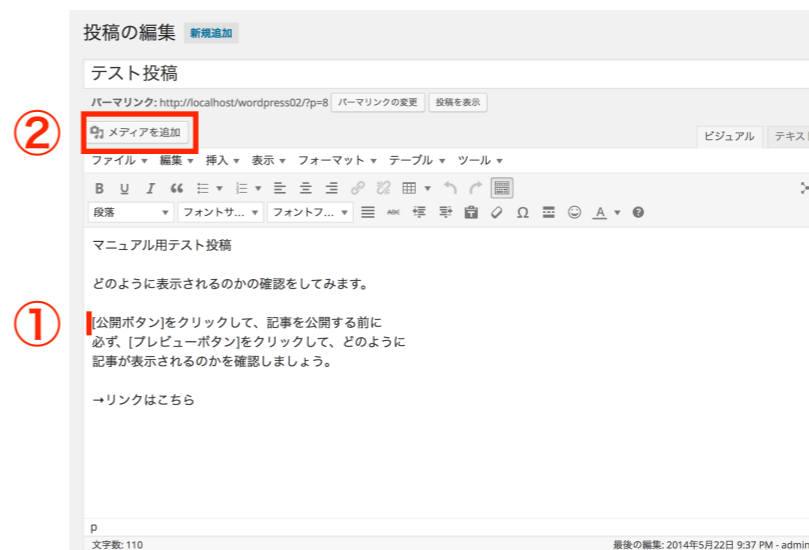 投稿の編集 新規追加
テスト投稿
パーマリンク: http://localhost/wordpress02/?p=8 パーマリンクの変更 投稿を表示
②
メディアを追加
ビジュアル テキスト
ファイル 編集 挿入 表示 フォーマット テーブル ツール
B U I ABC Ω A
段落 フォントサ... フォントフ...
マニュアル用テスト投稿
どのように表示されるのかの確認をしてみます。
①
[公開ボタン]をクリックして、記事を公開する前に
必ず、[プレビューボタン]をクリックして、どのように
記事が表示されるのかを確認しましょう。
→リンクはこちら
p
文字数: 110 最後の編集: 2014年5月22日 9:37 PM - admin